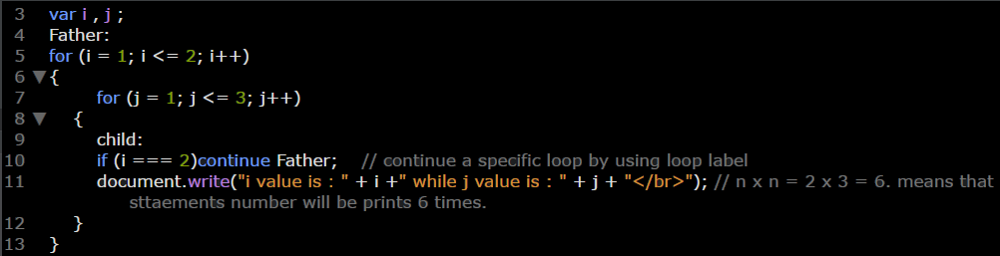 3 var i , j ;
4 Father:
5 for (i = 1; i <= 2; i++)
6 {
7 for (j = 1; j <= 3; j++)
8 {
9 child:
10 if (i === 2)continue Father; // continue a specific loop by using loop label
11 document.write("i value is : " + i +" while j value is : " + j + "</br>"); // n x n = 2 x 3 = 6. means that
sttaements number will be prints 6 times.
12 }
13 }